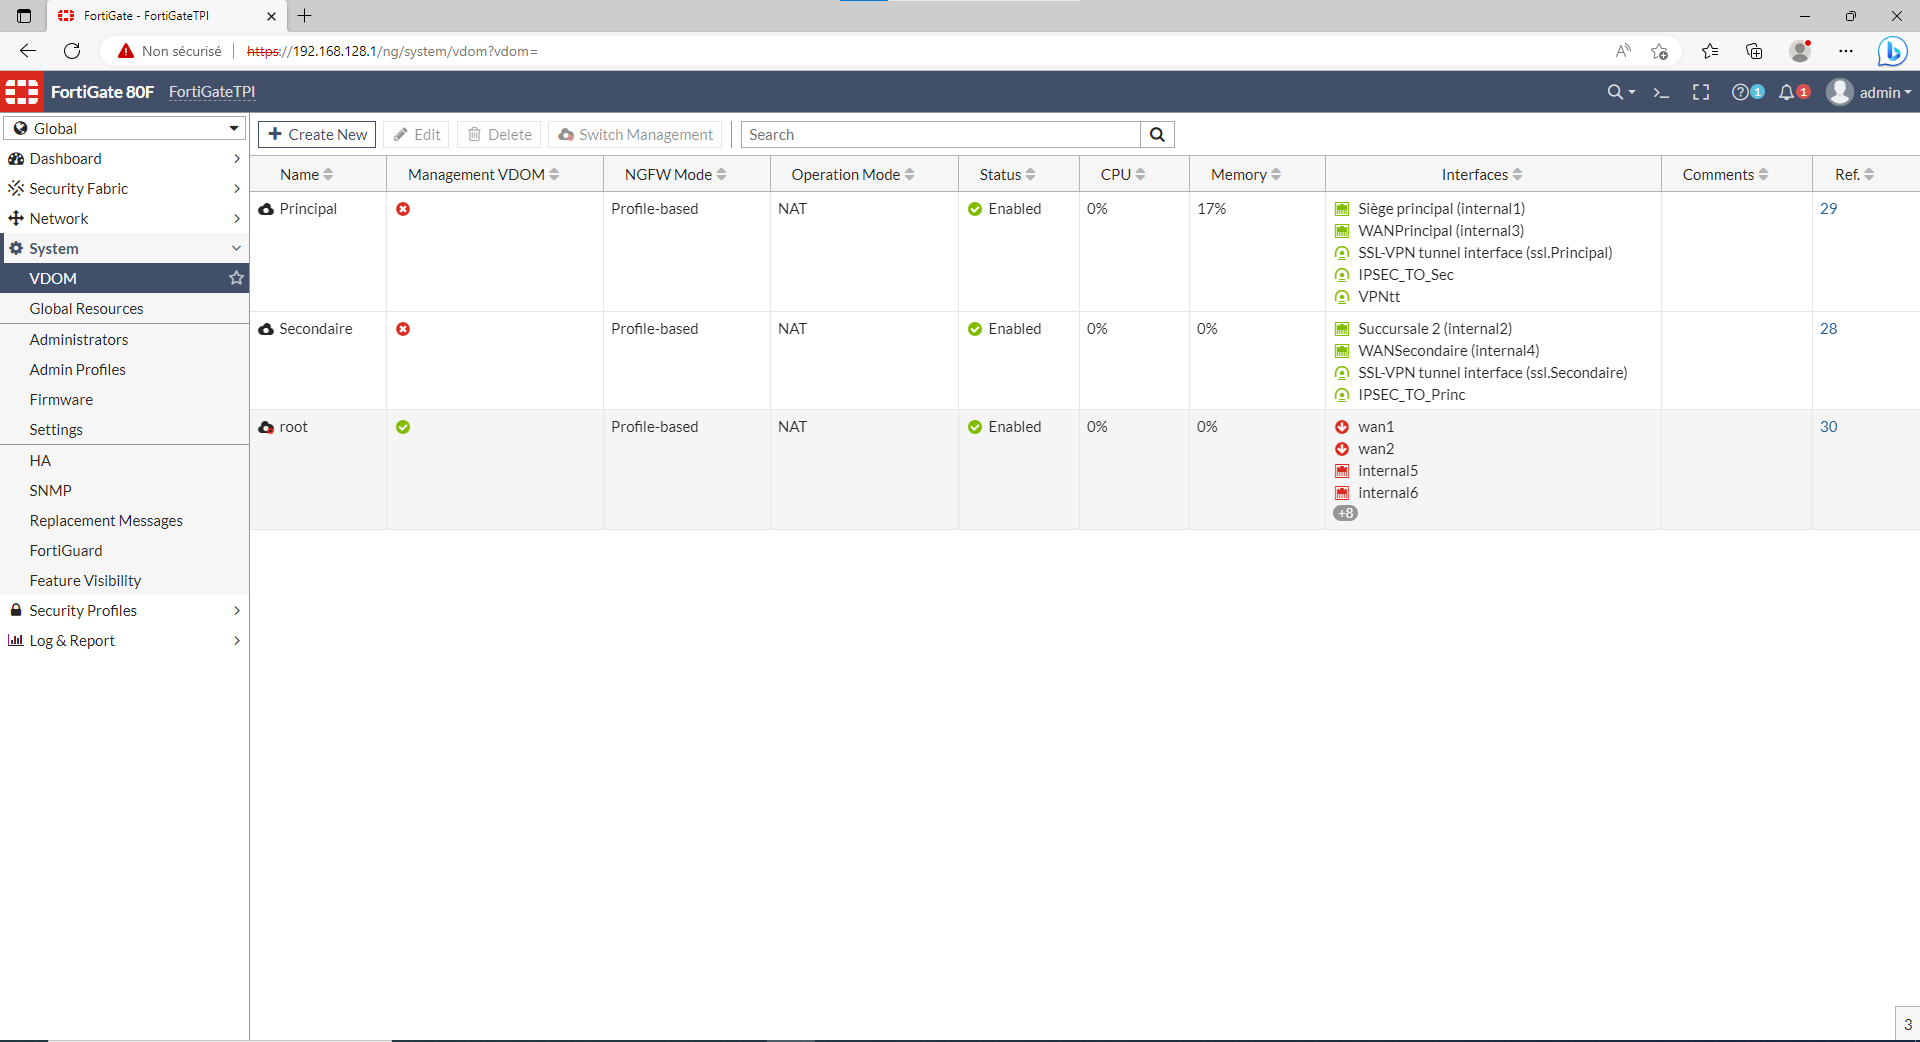 FortiGate - FortiGateTPI
Non sécurisé
https://192.168.128.1/ng/system/vdom?vdom=
FortiGate 80F FortiGateTPI
1 1 admin
Global
Create New Edit Delete Switch Management Search
Dashboard
Security Fabric
Network
System
VDOM
Global Resources
Administrators
Admin Profiles
Firmware
Settings
HA
SNMP
Replacement Messages
FortiGuard
Feature Visibility
Security Profiles
Log & Report
Name Management VDOM NGFW Mode Operation Mode Status CPU Memory Interfaces Comments Ref.
Principal Profile-based NAT Enabled 0% 17% Siège principal (internal1) 29
WANPrincipal (internal3)
SSL-VPN tunnel interface (ssl.Principal)
IPSEC_TO_Sec
VPNtt
Secondaire Profile-based NAT Enabled 0% 0% Succursale 2 (internal2) 28
WANSecondaire (internal4)
SSL-VPN tunnel interface (ssl.Secondaire)
IPSEC_TO_Princ
root Profile-based NAT Enabled 0% 0% wan1 30
wan2
internal5
internal6
+8
3